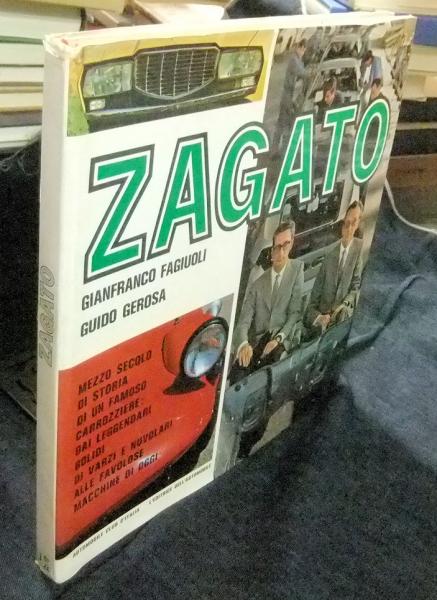 ZAGATO
GIANFRANCO FAGIUOLI
GUIDO GEROSA
MEZZO SECOLO
DI STORIA
DI UN FAMOSO
CARROZZIERE:
DAI LEGGENDARI
BOLIDI
DI VARZI E NUVOLARI
ALLE FAVOLOSE
MACCHINE DI OGGI
AUTOMOBILE CLUB D'ITALIA L'EDITRICE DELL'AUTOMOBILE
ZAGATO